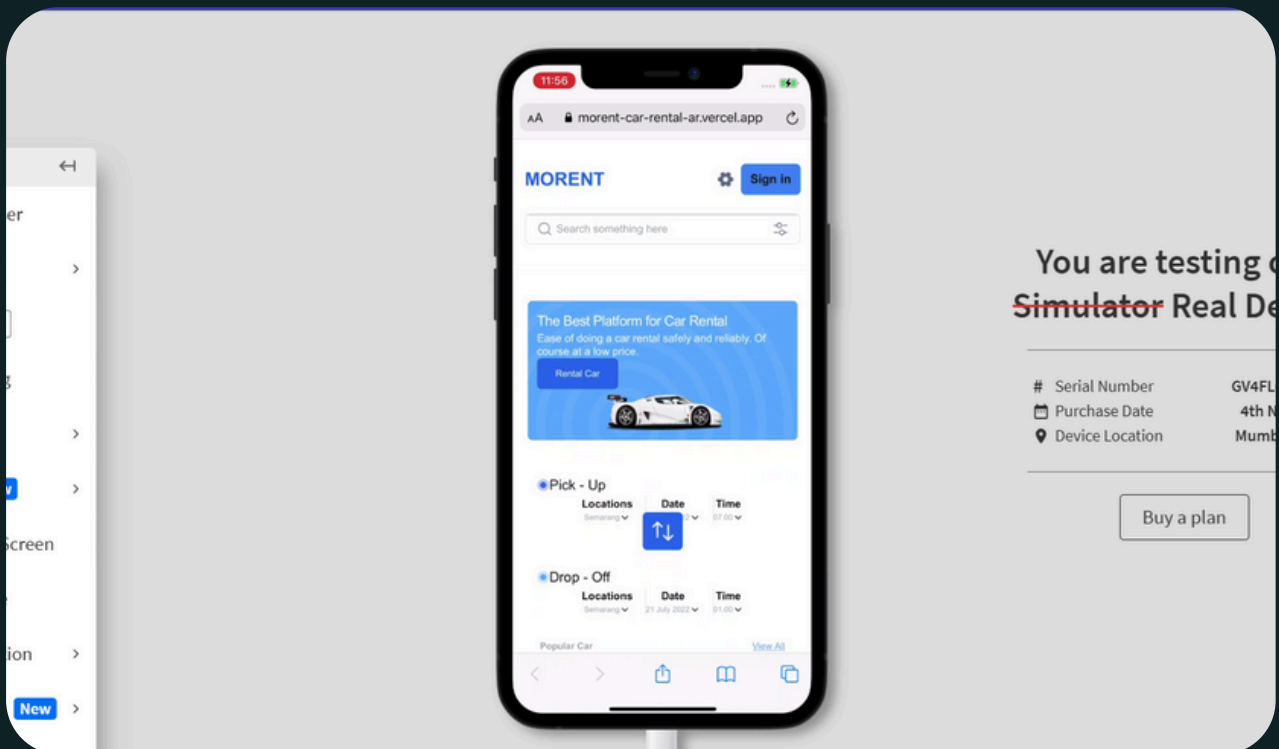 er
g
w
Screen
tion
New
11:56
AA morent-car-rental-ar.vercel.app
MORENT
Sign in
Search something here
The Best Platform for Car Rental
Ease of doing a car rental safely and reliably. Of
course at a low price.
Rental Car
Pick - Up
Locations Date Time
Semarang 07.00
Drop - Off
Locations Date Time
Semarang 21 July 2022 01.00
Popular Car View All
You are testing
Simulator Real De
# Serial Number GV4FL
Purchase Date 4th N
Device Location Mumb
Buy a plan